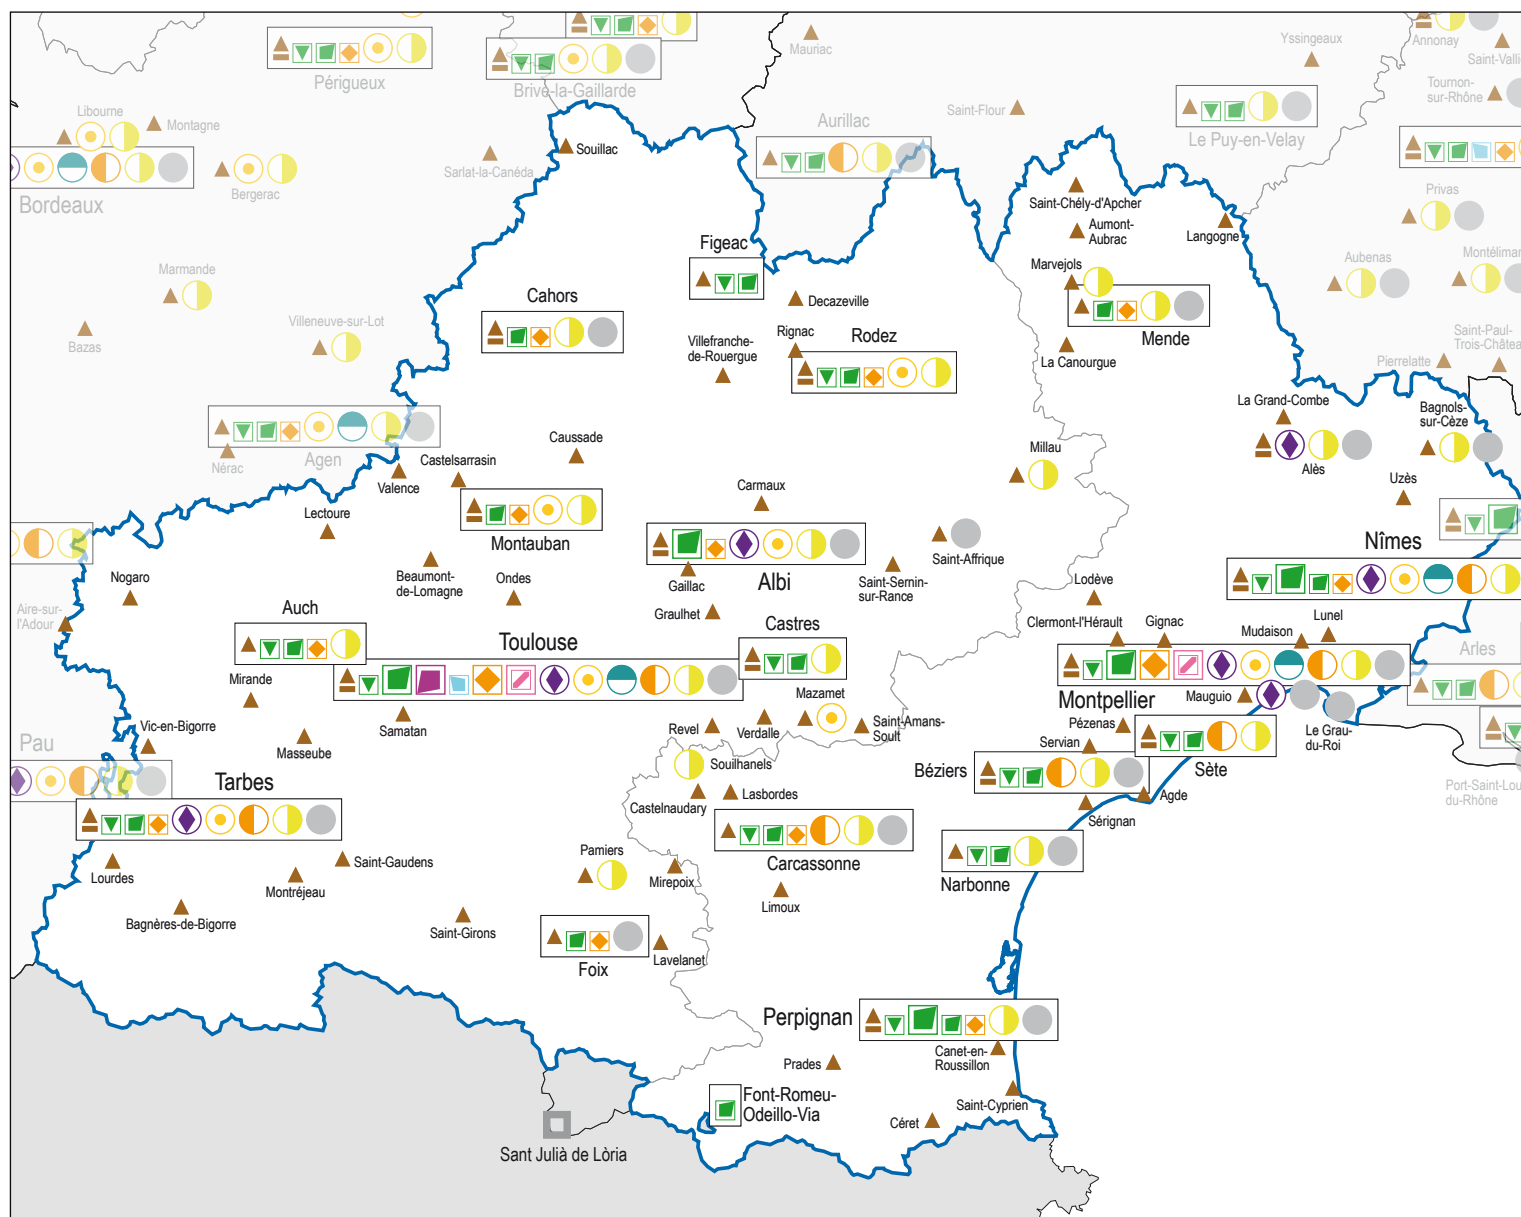 Mauriac
Yssingeaux
Annonay
Saint-Valli
Périgueux
Brive-la-Gaillarde
Tournon-
sur-Rhône
Libourne
Montagne
Saint-Flour
Aurillac
Le Puy-en-Velay
Souillac
Sarlat-la-Canéda
Bergerac
Bordeaux
Saint-Chély-d'Apcher
Privas
Aumont-
Aubrac
Langogne
Figeac
Marvejols
Aubenas
Montélimar
Marmande
Cahors
Decazeville
Villeneuve-sur-Lot
Bazas
Rignac
Rodez
Villefranche-
de-Rouergue
Mende
La Canourgue
Saint-Paul-
Trois-Châtea
Pierrelatte
La Grand-Combe
Bagnols-
sur-Cèze
Caussade
Millau
Alès
Nérac
Agen
Castelsarrasin
Valence
Carmaux
Uzès
Lectoure
Montauban
Nîmes
Saint-Affrique
Nogaro
Beaumont-
de-Lomagne
Ondes
Gaillac
Albi
Saint-Sernin-
sur-Rance
Lodève
Aire-sur-
l'Adour
Auch
Graulhet
Castres
Clermont-l'Hérault
Gignac
Mudaison
Lunel
Toulouse
Arles
Mirande
Mazamet
Montpellier
Mauguio
Vic-en-Bigorre
Samatan
Revel
Verdalle
Saint-Amans-
Soult
Pézenas
Le Grau-
du-Roi
Pau
Masseube
Servian
Souilhanels
Béziers
Sète
Tarbes
Castelnaudary
Lasbordes
Agde
Port-Saint-Lou
du-Rhône
Sérignan
Pamiers
Carcassonne
Saint-Gaudens
Lourdes
Montréjeau
Mirepoix
Narbonne
Limoux
Bagnères-de-Bigorre
Saint-Girons
Foix
Lavelanet
Perpignan
Canet-en-
Roussillon
Prades
Font-Romeu-
Odeillo-Via
Saint-Cyprien
Céret
Sant Julià de Lòria